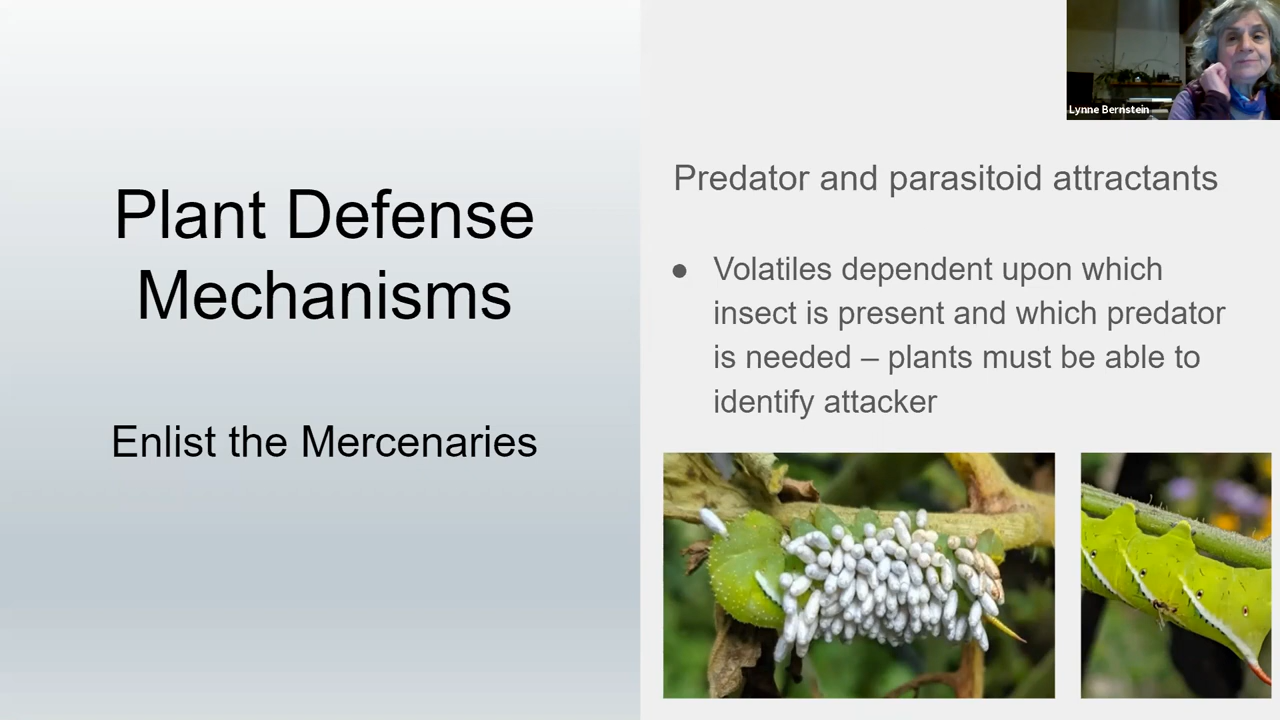 Plant Defense
Mechanisms
Enlist the Mercenaries
Lynne Bernstein
Predator and parasitoid attractants
● Volatiles dependent upon which
insect is present and which predator
is needed – plants must be able to
identify attacker